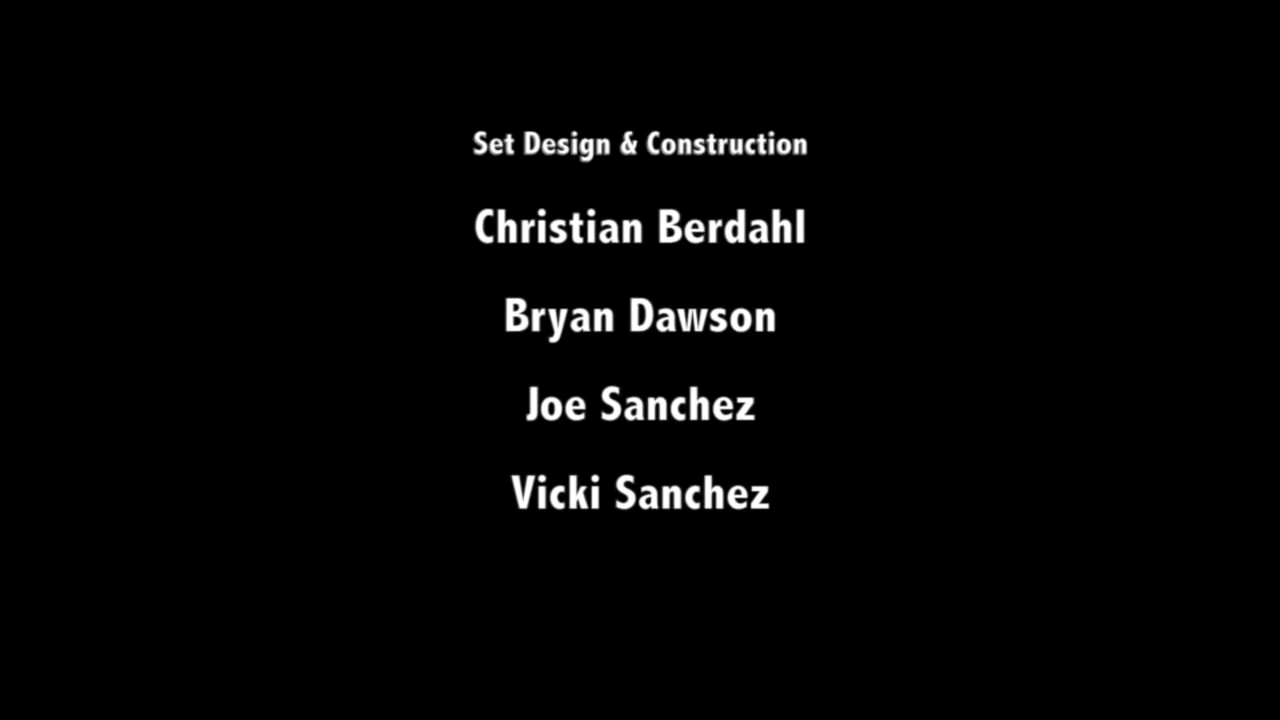 Set Design & Construction
Christian Berdahl
Bryan Dawson
Joe Sanchez
Vicki Sanchez